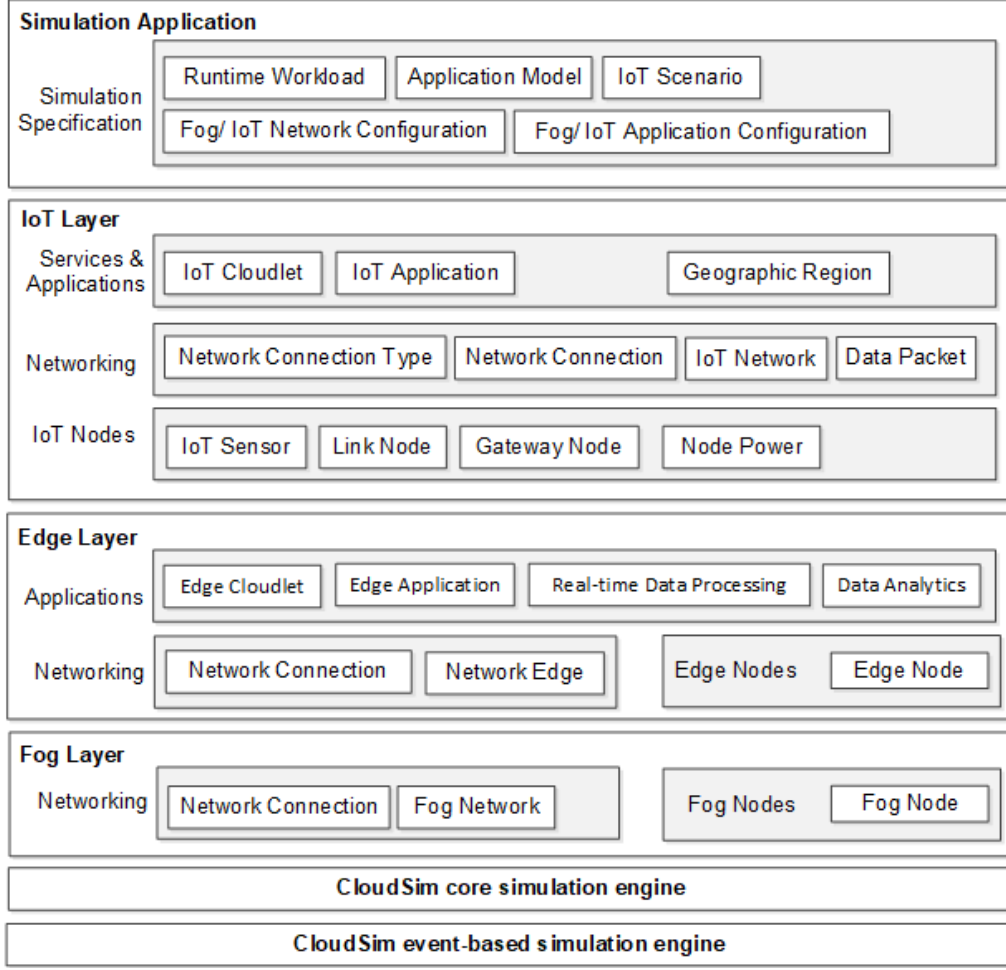 Simulation Application
Simulation
Specification
Runtime Workload
Application Model
IoT Scenario
Fog/ IoT Network Configuration
Fog/ IoT Application Configuration
IoT Layer
Services &
Applications
IoT Cloudlet
IoT Application
Geographic Region
Networking
Network Connection Type
Network Connection
IoT Network
Data Packet
IoT Nodes
IoT Sensor
Link Node
Gateway Node
Node Power
Edge Layer
Applications
Edge Cloudlet
Edge Application
Real-time Data Processing
Data Analytics
Networking
Network Connection
Network Edge
Edge Nodes
Edge Node
Fog Layer
Networking
Network Connection
Fog Network
Fog Nodes
Fog Node
CloudSim core simulation engine
CloudSim event-based simulation engine